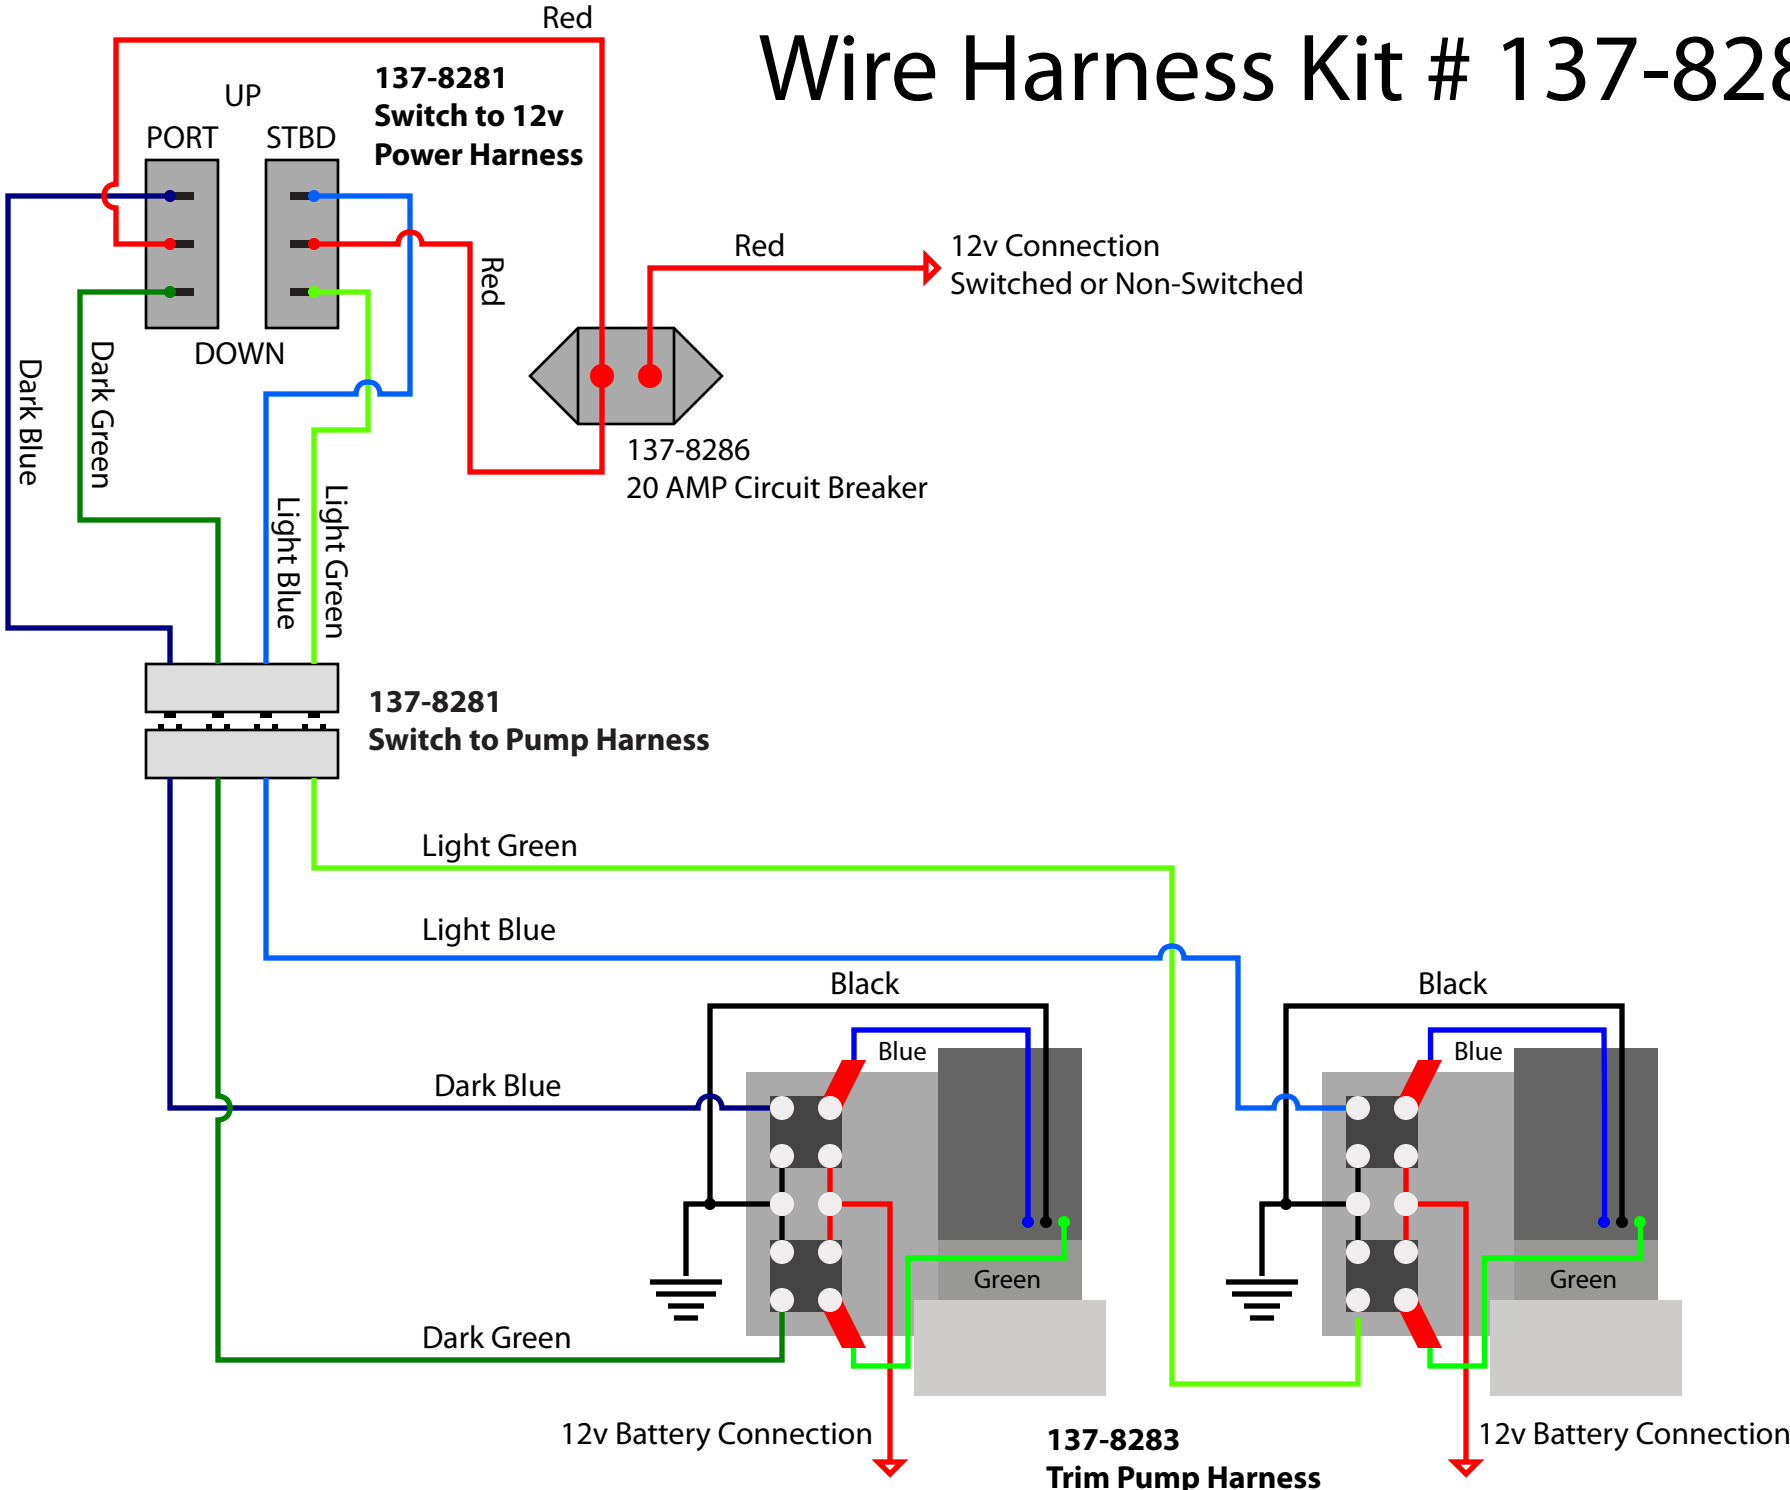 Red
Wire Harness Kit # 137-828
137-8281
Switch to 12v
Power Harness
UP
PORT STBD
DOWN
Red
Red
12v Connection
Switched or Non-Switched
137-8286
20 AMP Circuit Breaker
Dark Blue
Dark Green
Light Blue
Light Green
137-8281
Switch to Pump Harness
Light Green
Light Blue
Black
Black
Blue
Blue
Dark Blue
Green
Green
Dark Green
12v Battery Connection
12v Battery Connection
137-8283
Trim Pump Harness